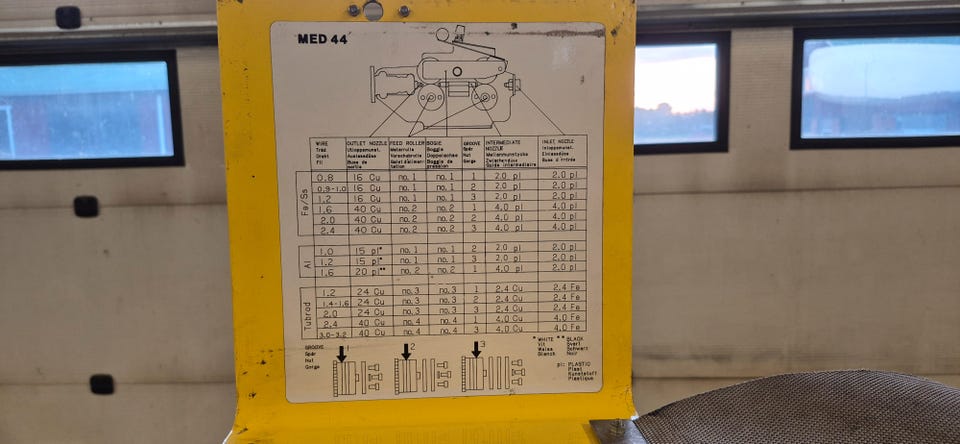 MED 44
WIRE OUTLET NOZZLE FEED ROLLER BOGIE GROOVE INTERMEDIATE INLET NOZZLE
Tråd Utloppsmunst. Matarrulle Boggie Spår NOZZLE Inloppsmunst.
Draht Auslassdüse Vorschubrolle Doppelachse Nut Mellanmunstycke Einlassdüse
Fil Buse de Galet d'alimen- Boggie de Gorge Zwischendüse Buse d'entrée
sortie tation pression Guide intermediaire
Fe/Ss
0.8 16 Cu no.1 no.1 1 2.0 pl 2.0 pl
0.9-1.0 16 Cu no.1 no.1 2 2.0 pl 2.0 pl
1.2 16 Cu no.1 no.1 3 2.0 pl 2.0 pl
1.6 40 Cu no.2 no.2 1 4.0 pl 4.0 pl
2.0 40 Cu no.2 no.2 2 4.0 pl 4.0 pl
2.4 40 Cu no.2 no.2 3 4.0 pl 4.0 pl
Al
1.0 15 pl* no.1 no.1 2 2.0 pl 2.0 pl
1.2 15 pl* no.1 no.1 3 2.0 pl 2.0 pl
1.6 20 pl** no.2 no.2 1 4.0 pl 2.0 pl
Tubrod
1.2 24 Cu no.3 no.3 1 2.4 Cu 2.4 Fe
1.4-1.6 24 Cu no.3 no.3 2 2.4 Cu 2.4 Fe
2.0 24 Cu no.3 no.3 3 2.4 Cu 2.4 Fe
2.4 40 Cu no.4 no.4 1 4.0 Cu 4.0 Fe
3.0-3.2 40 Cu no.4 no.4 3 4.0 Cu 4.0 Fe
* WHITE ** BLACK
Vit Svart
Weiss Schwartz
Blanck Noir
GROOVE
Spår
Nut
Gorge
1 2 3
pl: PLASTIC
Plast
Kunststoff
Plastique